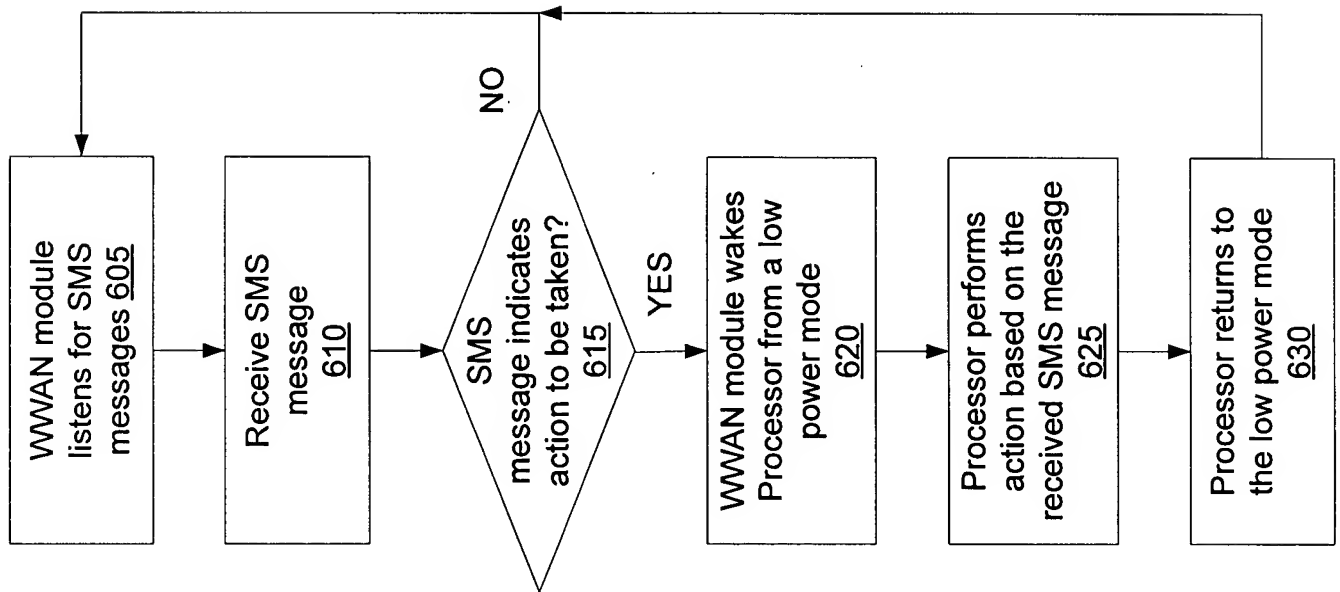 WWAN module
listens for SMS
messages 605
Receive SMS
message
610
SMS
message indicates
action to be taken?
615
NO
YES
WWAN module wakes
Processor from a low
power mode
620
Processor performs
action based on the
received SMS message
625
Processor returns to
the low power mode
630